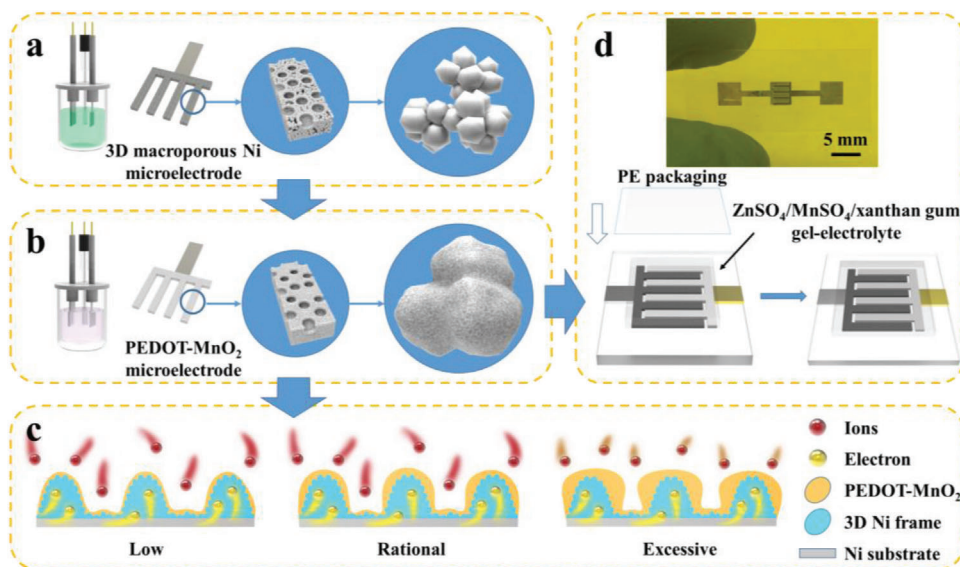 a
3D macroporous Ni
microelectrode
b
PEDOT-MnO₂
microelectrode
c
Low
Rational
Excessive
Ions
Electron
PEDOT-MnO₂
3D Ni frame
Ni substrate
d
5 mm
PE packaging
ZnSO₄/MnSO₄/xanthan gum
gel-electrolyte